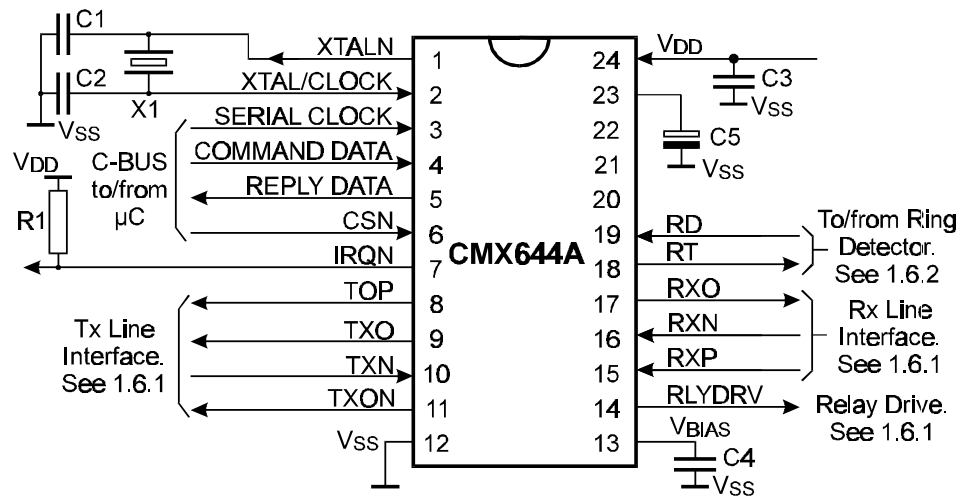 C1
XTALN
1
24
VDD
C2
XTAL/CLOCK
2
23
C3
VSS
X1
VSS
SERIAL CLOCK
3
22
C5
VSS
VDD
C-BUS
to/from
µC
COMMAND DATA
4
21
REPLY DATA
5
20
R1
CSN
6
CMX644A
19
RD
To/from Ring
Detector.
See 1.6.2
IRQN
7
18
RT
TOP
8
17
RXO
Tx Line
Interface.
See 1.6.1
TXO
9
16
RXN
Rx Line
Interface.
See 1.6.1
TXN
10
15
RXP
TXON
11
14
RLYDRV
Relay Drive.
See 1.6.1
VSS
12
13
VBIAS
C4
VSS